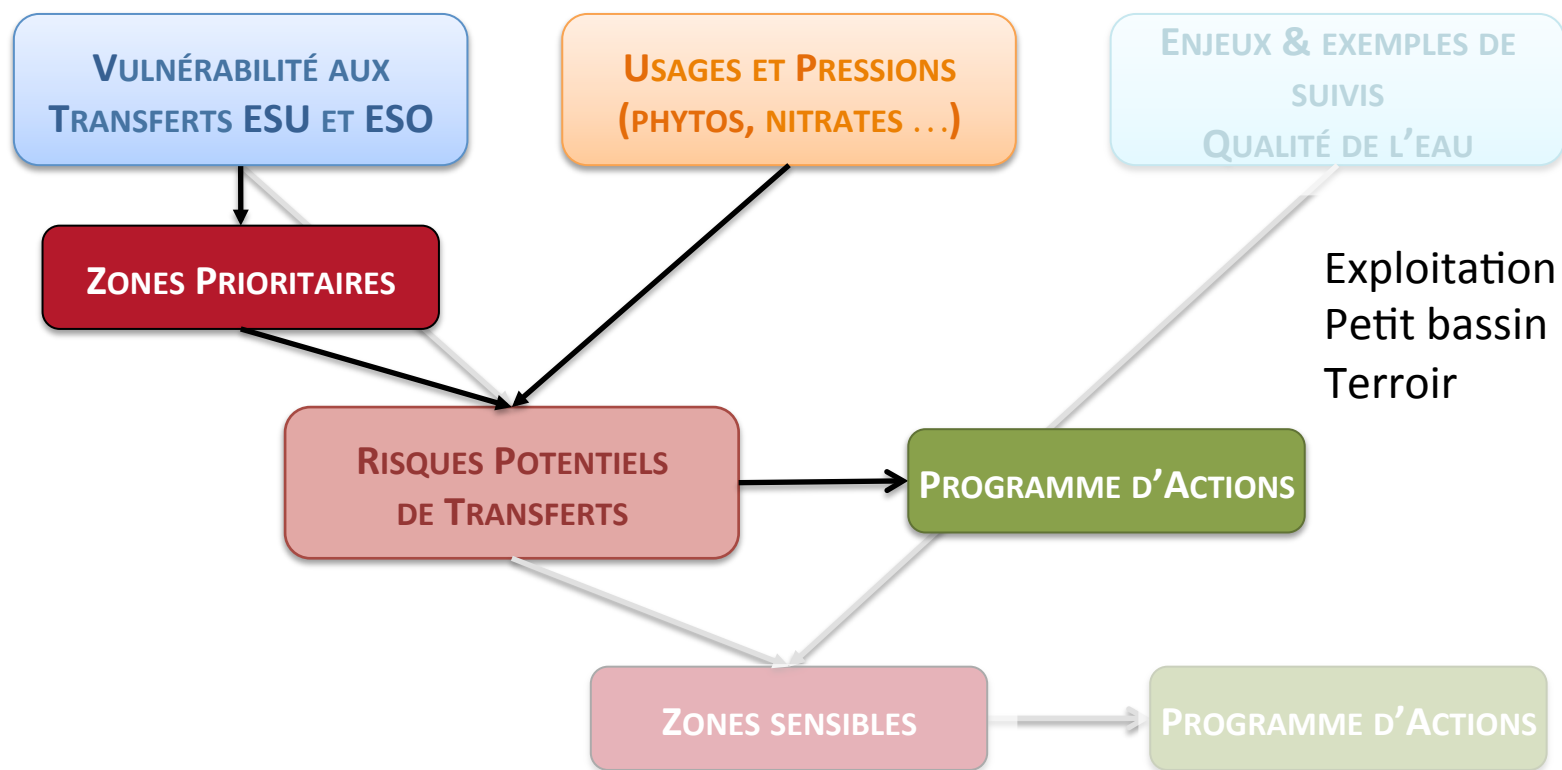 VULNÉRABILITÉ AUX
TRANSFERTS ESU ET ESO
USAGES ET PRESSIONS
(PHYTOS, NITRATES ...)
ENJEUX & EXEMPLES DE
SUIVIS
QUALITÉ DE L'EAU
ZONES PRIORITAIRES
Exploitation
Petit bassin
Terroir
RISQUES POTENTIELS
DE TRANSFERTS
PROGRAMME D'ACTIONS
ZONES SENSIBLES
PROGRAMME D'ACTIONS